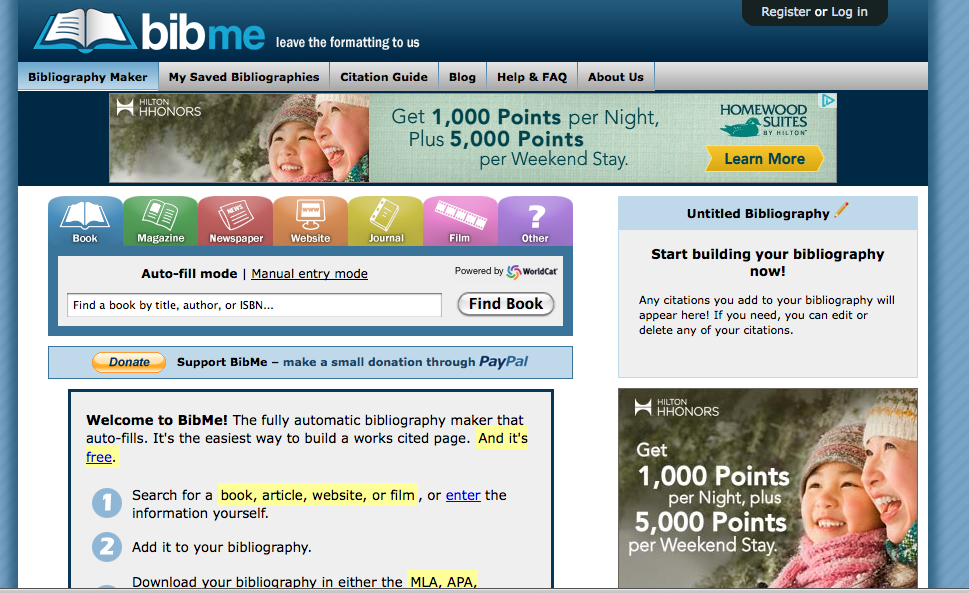 Register or Log in
bibme leave the formatting to us
Bibliography Maker My Saved Bibliographies Citation Guide Blog Help & FAQ About Us
HILTON
HHONORS
Get 1,000 Points per Night,
Plus 5,000 Points
per Weekend Stay.
HOMEWOOD
SUITES
BY HILTON™
Learn More
Book Magazine Newspaper Website Journal Film Other
NEWS
WWW
?
Auto-fill mode | Manual entry mode
Powered by WorldCat®
Find a book by title, author, or ISBN...
Find Book
Donate Support BibMe – make a small donation through PayPal
Welcome to BibMe! The fully automatic bibliography maker that
auto-fills. It's the easiest way to build a works cited page. And it's
free.
1 Search for a book, article, website, or film, or enter the
information yourself.
2 Add it to your bibliography.
Download your bibliography in either the MLA, APA,
Untitled Bibliography
Start building your bibliography
now!
Any citations you add to your bibliography will
appear here! If you need, you can edit or
delete any of your citations.
HILTON
HHONORS
Get
1,000 Points
per Night, plus
5,000 Points
per Weekend Stay.